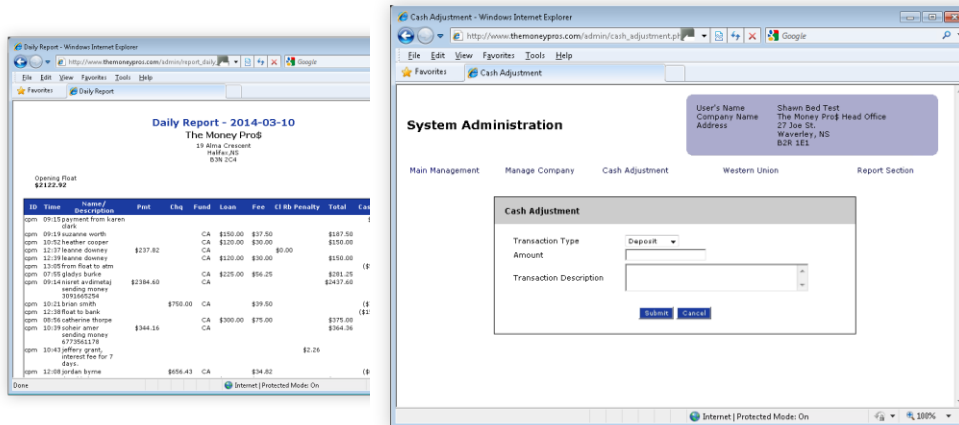 Daily Report - Windows Internet Explorer
http://www.themoneypros.com/admin/report_daily.
Google
File Edit View Favorites Tools Help
Favorites Daily Report
Daily Report - 2014-03-10
The Money Pro$
19 Alma Crescent
Halifax,NS
B3N 2C4
Opening Float
$2122.92
ID Time Name/ Description Pmt Chq Fund Loan Fee Cl Rb Penalty Total Cas
cpm 09:15 payment from karen clark
cpm 09:19 suzanne worth CA $150.00 $37.50 $187.50
cpm 10:52 heather cooper CA $120.00 $30.00 $150.00
cpm 12:37 leanne downey $237.82 CA $0.00
cpm 12:39 leanne downey CA $120.00 $30.00 $150.00
cpm 13:05 from float to atm ($
cpm 07:55 gladys burke CA $225.00 $56.25 $281.25
cpm 09:14 nisret avdimataj $2384.60 CA $2437.60
sending money
3091665254
cpm 10:21 brian smith $750.00 CA $39.50 ($
cpm 12:38 float to bank ($1
cpm 08:56 catherine thorpe CA $300.00 $75.00 $375.00
cpm 10:39 soheir amer $344.16 CA $364.36
sending money
6773561178
cpm 10:43 jeffery grant, $2.26
interest fee for 7
days.
cpm 12:08 jordan byrne $656.43 CA $34.82 ($
Done Internet | Protected Mode: On
Cash Adjustment - Windows Internet Explorer
http://www.themoneypros.com/admin/cash_adjustment.ph
Google
File Edit View Favorites Tools Help
Favorites Cash Adjustment
System Administration
User's Name Shawn Bed Test
Company Name The Money Pro$ Head Office
Address 27 Joe St.
Waverley, NS
B2R 1E1
Main Management Manage Company Cash Adjustment Western Union Report Section
Cash Adjustment
Transaction Type Deposit
Amount
Transaction Description
Submit Cancel
Internet | Protected Mode: On 100%